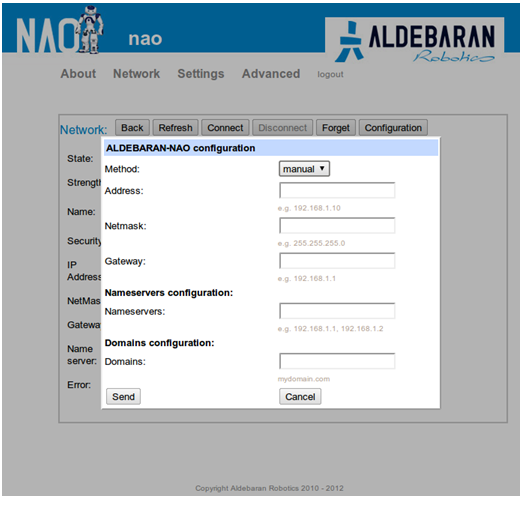 NAO
nao
ALDEBARAN
Robotics
About Network Settings Advanced logout
Network: Back Refresh Connect Disconnect Forget Configuration
ALDEBARAN-NAO configuration
State:
Method: manual
Strength
Address:
e.g. 192.168.1.10
Name:
Netmask:
e.g. 255.255.255.0
Security
IP
Address
Gateway:
e.g. 192.168.1.1
NetMas
Nameservers configuration:
Nameservers:
Gatewa
e.g. 192.168.1.1, 192.168.1.2
Domains configuration:
Name
server:
Domains:
mydomain.com
Error:
Send Cancel
Copyright Aldebaran Robotics 2010 - 2012